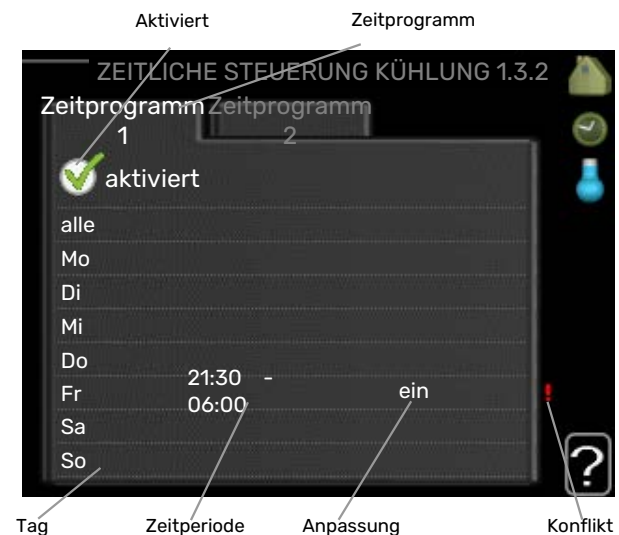 Aktiviert Zeitprogramm
ZEITLICHE STEUERUNG KÜHLUNG 1.3.2
Zeitprogramm Zeitprogramm
1 2
aktiviert
alle
Mo
Di
Mi
Do
21:30 -
Fr ein !
06:00
Sa
So
?
Tag Zeitperiode Anpassung Konflikt